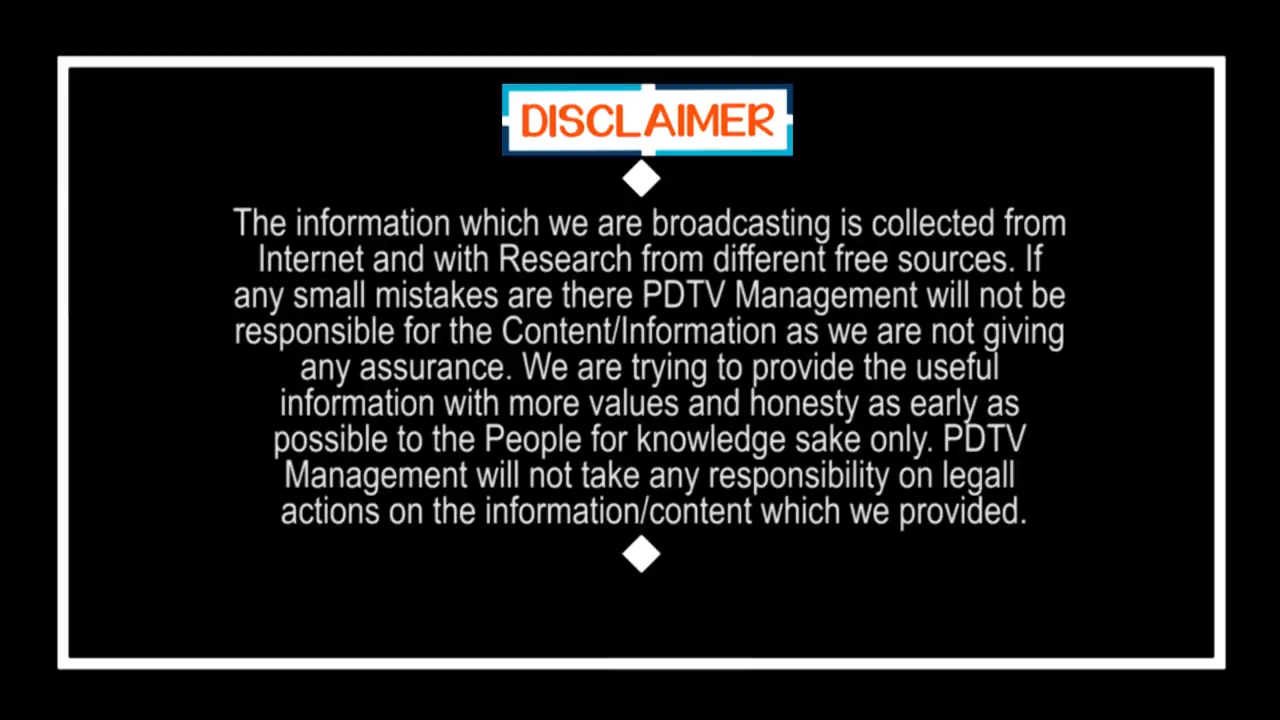 DISCLAIMER
The information which we are broadcasting is collected from
Internet and with Research from different free sources. If
any small mistakes are there PDTV Management will not be
responsible for the Content/Information as we are not giving
any assurance. We are trying to provide the useful
information with more values and honesty as early as
possible to the People for knowledge sake only. PDTV
Management will not take any responsibility on legall
actions on the information/content which we provided.